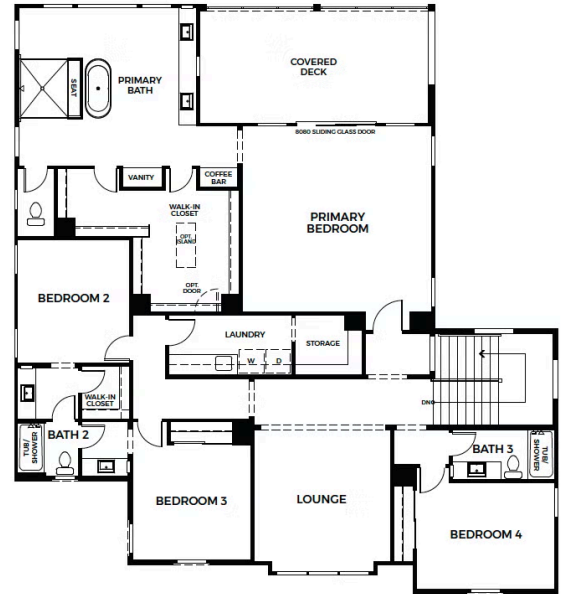 COVERED
DECK
PRIMARY
BATH
SEAT
8080 SLIDING GLASS DOOR
VANITY
COFFEE
BAR
WALK-IN
CLOSET
OPT.
ISLAND
PRIMARY
BEDROOM
OPT.
DOOR
BEDROOM 2
LAUNDRY
W
D
STORAGE
WALK-IN
CLOSET
DN
BATH 2
TUB/
SHOWER
BATH 3
TUB/
SHOWER
BEDROOM 3
LOUNGE
BEDROOM 4